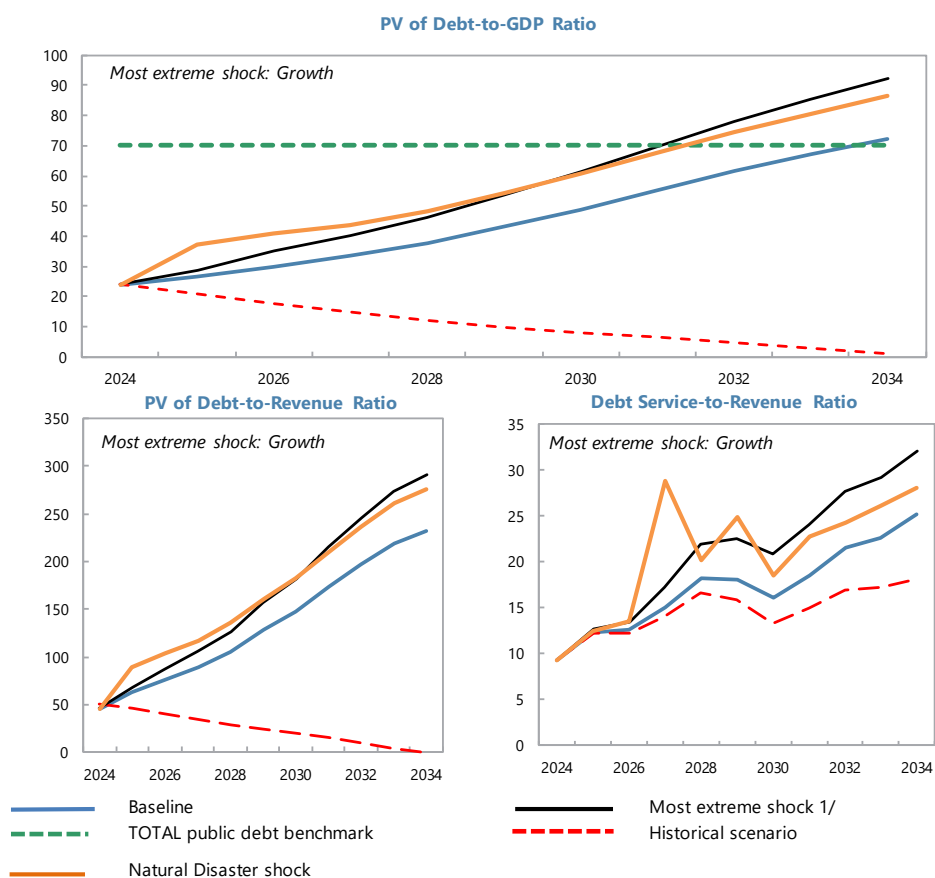 PV of Debt-to-GDP Ratio
100
90
80
70
60
50
40
30
20
10
0
Most extreme shock: Growth
2024 2026 2028 2030 2032 2034
PV of Debt-to-Revenue Ratio
350
300
250
200
150
100
50
0
Most extreme shock: Growth
2024 2026 2028 2030 2032 2034
Debt Service-to-Revenue Ratio
35
30
25
20
15
10
5
0
Most extreme shock: Growth
2024 2026 2028 2030 2032 2034
Baseline
TOTAL public debt benchmark
Natural Disaster shock
Most extreme shock 1/
Historical scenario